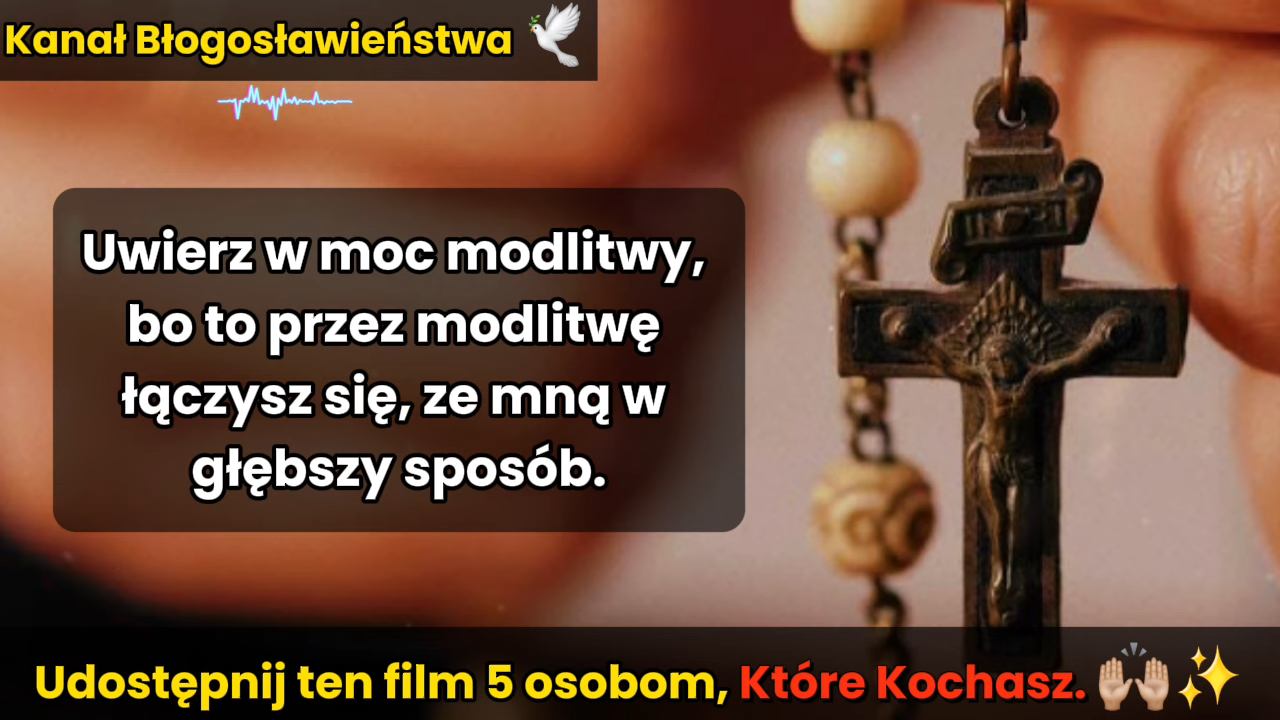 Kanał Błogosławieństwa 🕊️
Uwierz w moc modlitwy,
bo to przez modlitwę
łączysz się, ze mną w
głębszy sposób.
Udostępnij ten film 5 osobom, Które Kochasz. 🙌🏼✨